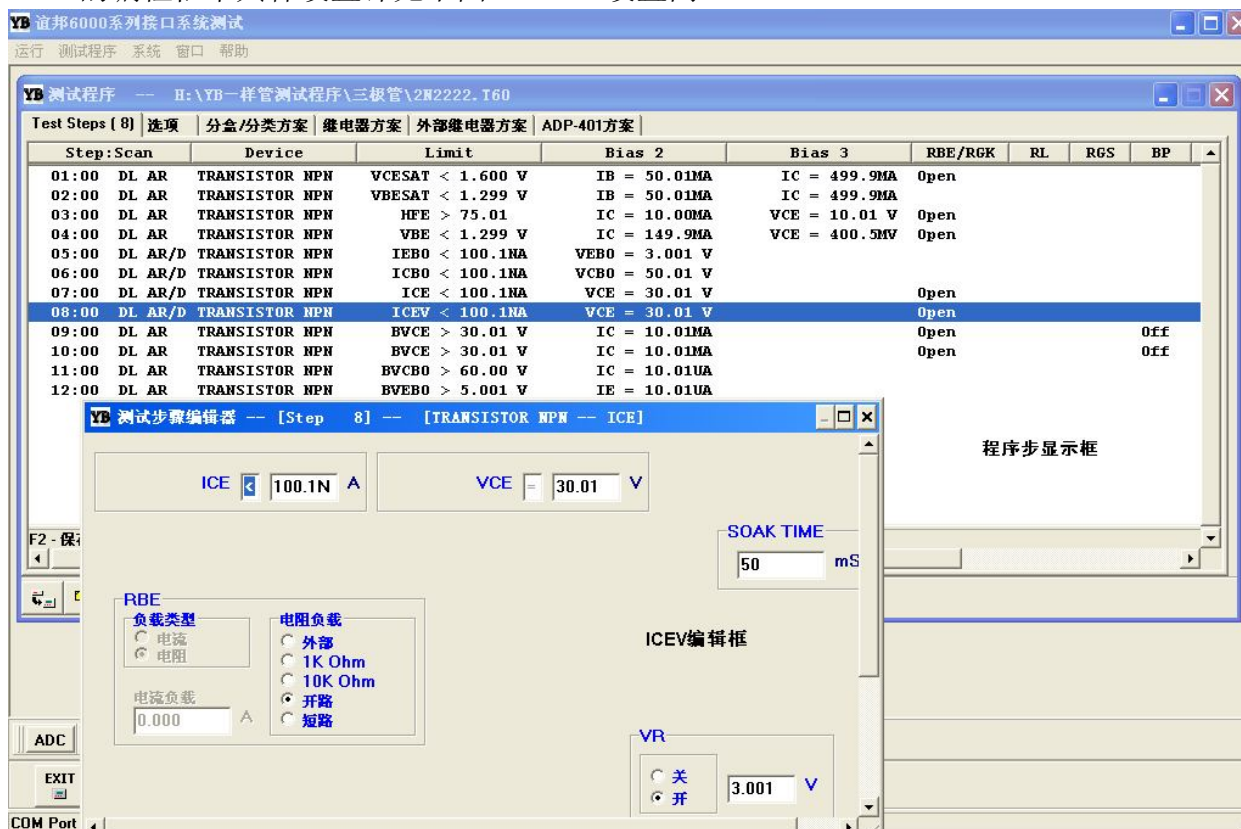 YB 谊邦6000系列接口系统测试
运行 测试程序 系统 窗口 帮助
YB 测试程序 -- H:\YB一样管测试程序\三极管\2N2222.T60
Test Steps ( 8) 选项 分盒/分类方案 继电器方案 外部继电器方案 ADP-401方案
Step:Scan Device Limit Bias 2 Bias 3 RBE/RGK RL RGS BP
01:00 DL AR TRANSISTOR NPN VCESAT < 1.600 V IB = 50.01MA IC = 499.9MA Open
02:00 DL AR TRANSISTOR NPN VBESAT < 1.299 V IB = 50.01MA IC = 499.9MA
03:00 DL AR TRANSISTOR NPN HFE > 75.01 IC = 10.00MA VCE = 10.01 V Open
04:00 DL AR TRANSISTOR NPN VBE < 1.299 V IC = 149.9MA VCE = 400.5MV Open
05:00 DL AR/D TRANSISTOR NPN IEBO < 100.1NA VEBO = 3.001 V
06:00 DL AR/D TRANSISTOR NPN ICBO < 100.1NA VCBO = 50.01 V
07:00 DL AR/D TRANSISTOR NPN ICE < 100.1NA VCE = 30.01 V Open
08:00 DL AR/D TRANSISTOR NPN ICEV < 100.1NA VCE = 30.01 V Open
09:00 DL AR TRANSISTOR NPN BVCE > 30.01 V IC = 10.01MA Open Off
10:00 DL AR TRANSISTOR NPN BVCE > 30.01 V IC = 10.01MA Open Off
11:00 DL AR TRANSISTOR NPN BVCBO > 60.00 V IC = 10.01UA
12:00 DL AR TRANSISTOR NPN BVEBO > 5.001 V IE = 10.01UA
YB 测试步骤编辑器 -- [Step 8] -- [TRANSISTOR NPN -- ICE]
程序步显示框
ICE < 100.1N A VCE = 30.01 V
F2 - 保
SOAK TIME
50 mS
RBE
负载类型 电阻负载
电流 外部
电阻 1K Ohm
10K Ohm
开路
短路
电流负载
0.000 A
ICEV编辑框
VR
关
开 3.001 V
ADC
EXIT
COM Port